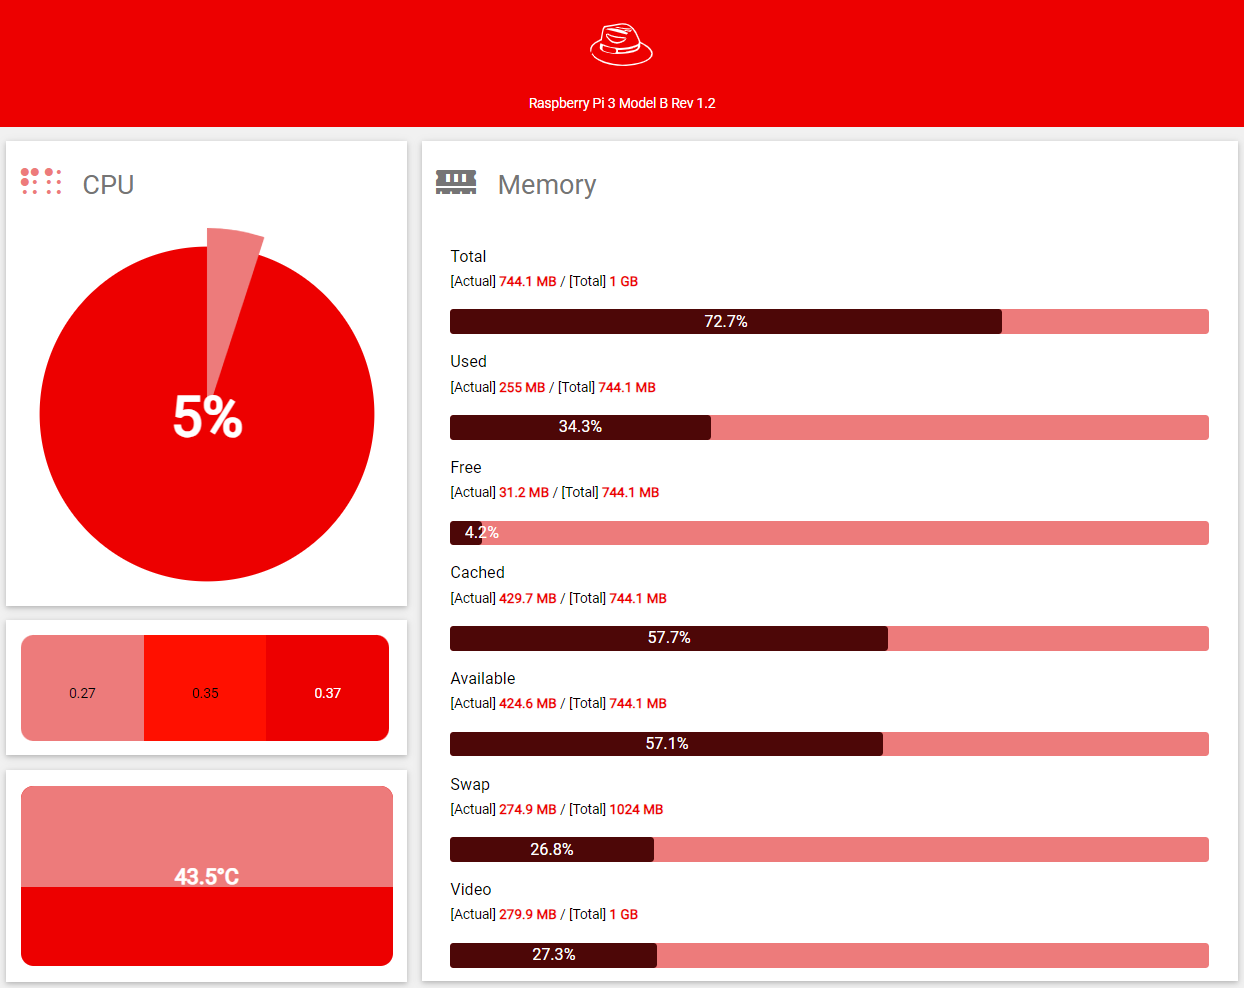 Raspberry Pi 3 Model B Rev 1.2
CPU
5%
0.27
0.35
0.37
43.5°C
Memory
Total
[Actual] 744.1 MB / [Total] 1 GB
72.7%
Used
[Actual] 255 MB / [Total] 744.1 MB
34.3%
Free
[Actual] 31.2 MB / [Total] 744.1 MB
4.2%
Cached
[Actual] 429.7 MB / [Total] 744.1 MB
57.7%
Available
[Actual] 424.6 MB / [Total] 744.1 MB
57.1%
Swap
[Actual] 274.9 MB / [Total] 1024 MB
26.8%
Video
[Actual] 279.9 MB / [Total] 1 GB
27.3%